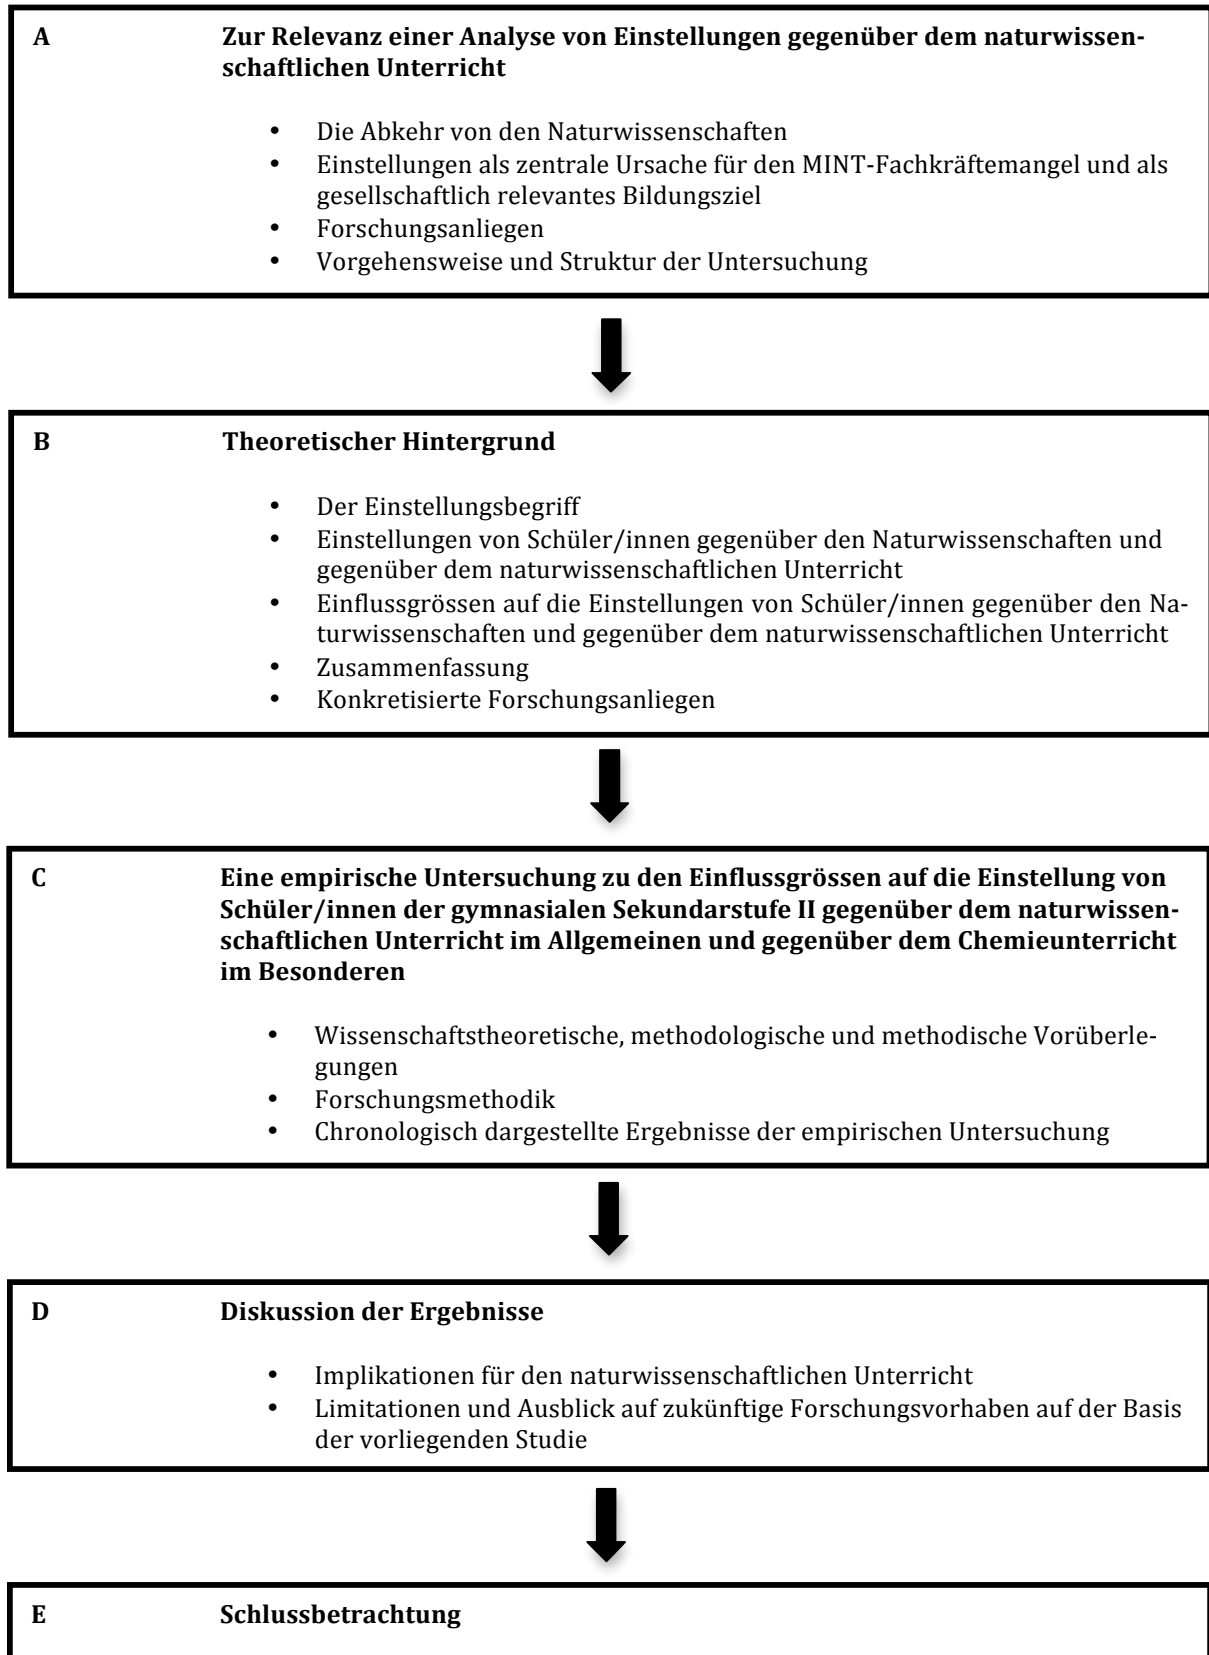 A Zur Relevanz einer Analyse von Einstellungen gegenüber dem naturwissen-
schaftlichen Unterricht
• Die Abkehr von den Naturwissenschaften
• Einstellungen als zentrale Ursache für den MINT-Fachkräftemangel und als
gesellschaftlich relevantes Bildungsziel
• Forschungsanliegen
• Vorgehensweise und Struktur der Untersuchung
B Theoretischer Hintergrund
• Der Einstellungsbegriff
• Einstellungen von Schüler/innen gegenüber den Naturwissenschaften und
gegenüber dem naturwissenschaftlichen Unterricht
• Einflussgrössen auf die Einstellungen von Schüler/innen gegenüber den Na-
turwissenschaften und gegenüber dem naturwissenschaftlichen Unterricht
• Zusammenfassung
• Konkretisierte Forschungsanliegen
C Eine empirische Untersuchung zu den Einflussgrössen auf die Einstellung von
Schüler/innen der gymnasialen Sekundarstufe II gegenüber dem naturwissen-
schaftlichen Unterricht im Allgemeinen und gegenüber dem Chemieunterricht
im Besonderen
• Wissenschaftstheoretische, methodologische und methodische Vorüberle-
gungen
• Forschungsmethodik
• Chronologisch dargestellte Ergebnisse der empirischen Untersuchung
D Diskussion der Ergebnisse
• Implikationen für den naturwissenschaftlichen Unterricht
• Limitationen und Ausblick auf zukünftige Forschungsvorhaben auf der Basis
der vorliegenden Studie
E Schlussbetrachtung